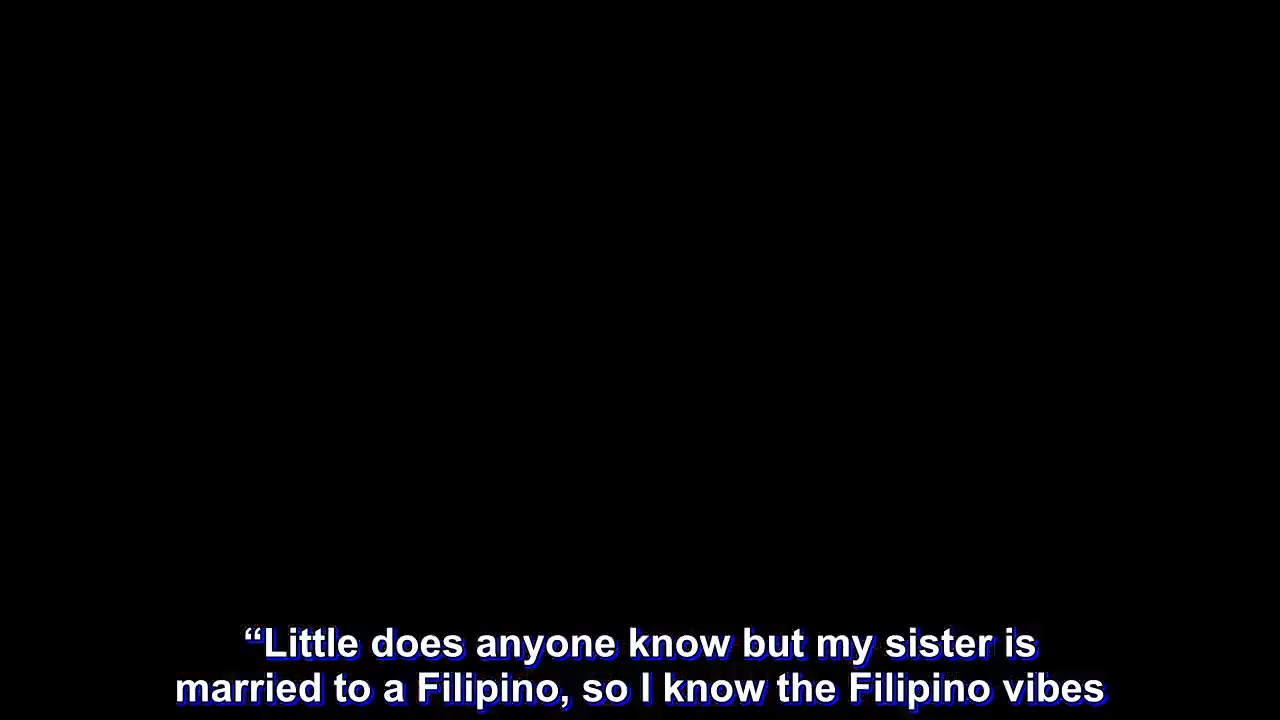 “Little does anyone know but my sister is
married to a Filipino, so I know the Filipino vibes